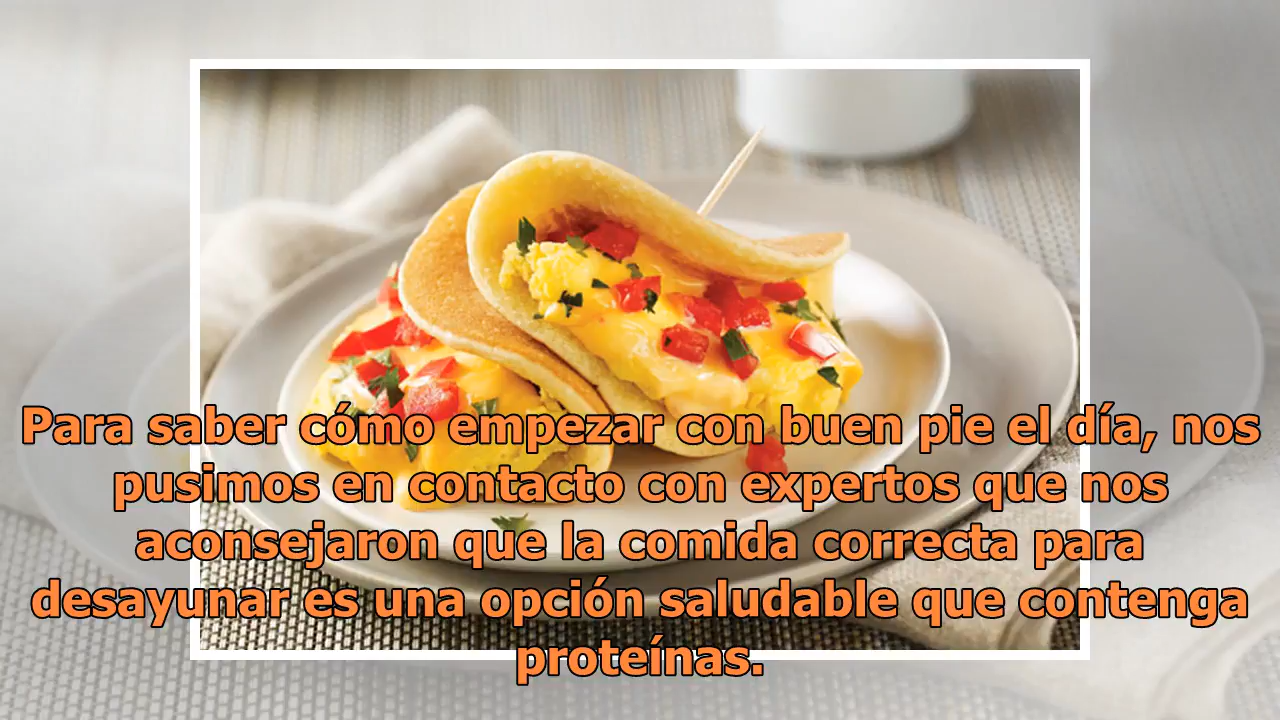 Para saber cómo empezar con buen pie el día, nos
pusimos en contacto con expertos que nos
aconsejaron que la comida correcta para
desayunar es una opción saludable que contenga
proteínas.